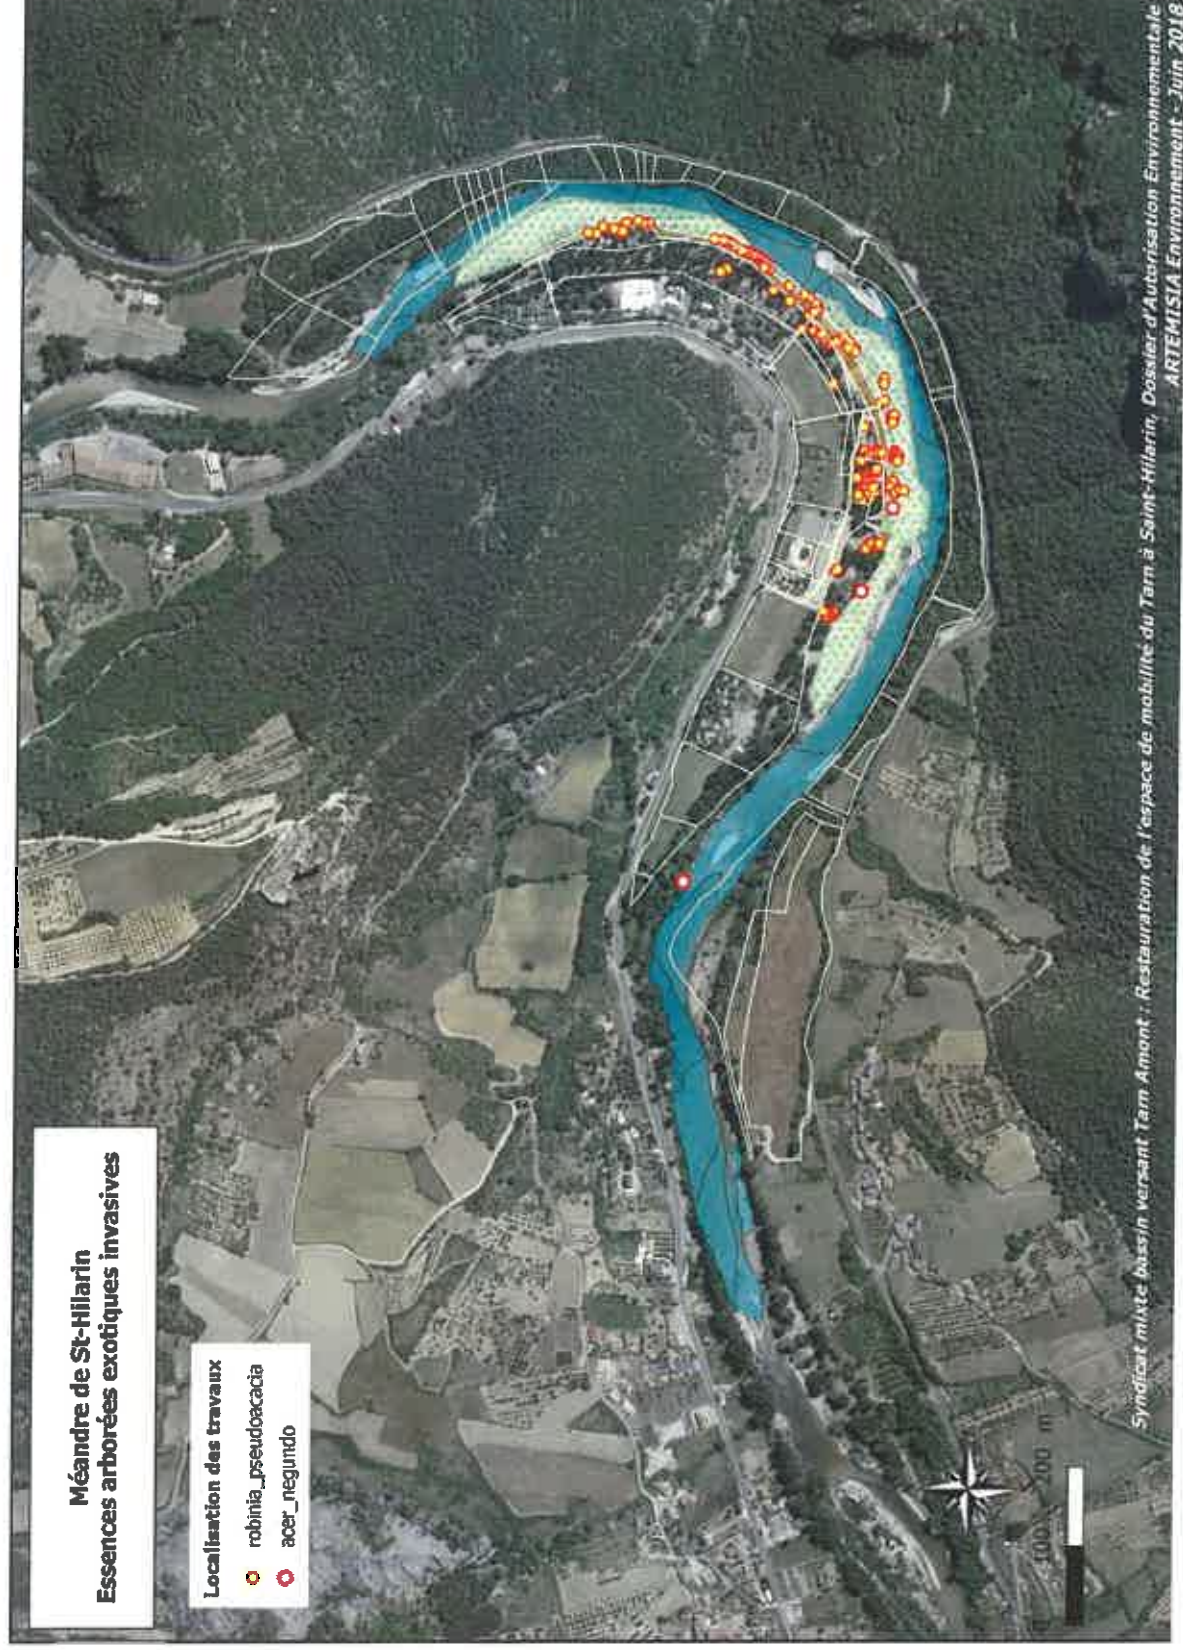 Méandre de St-Hilarin
Essences arborées exotiques invasives
Localisation des travaux
robinia_pseudoacacia
acer_negundo
Syndicat mixte bassin versant Tarn Amont : Restauration de l'espace de mobilité du Tarn à Saint-Hilarin, Dossier d'Autorisation Environnementale
ARTEMISIA Environnement - Juin 2018